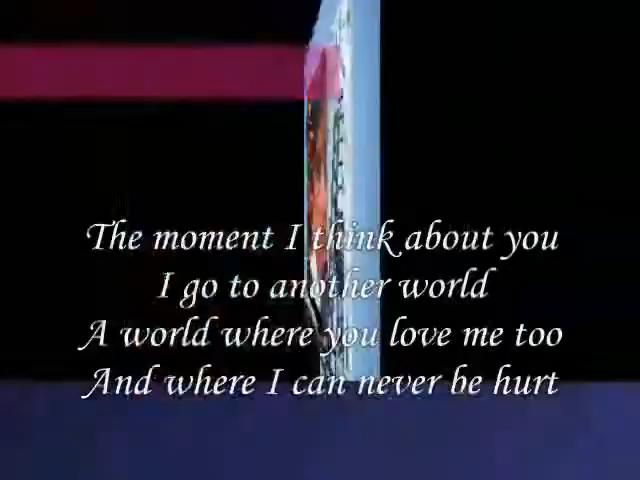 The moment I think about you
I go to another world
A world where you love me too
And where I can never be hurt